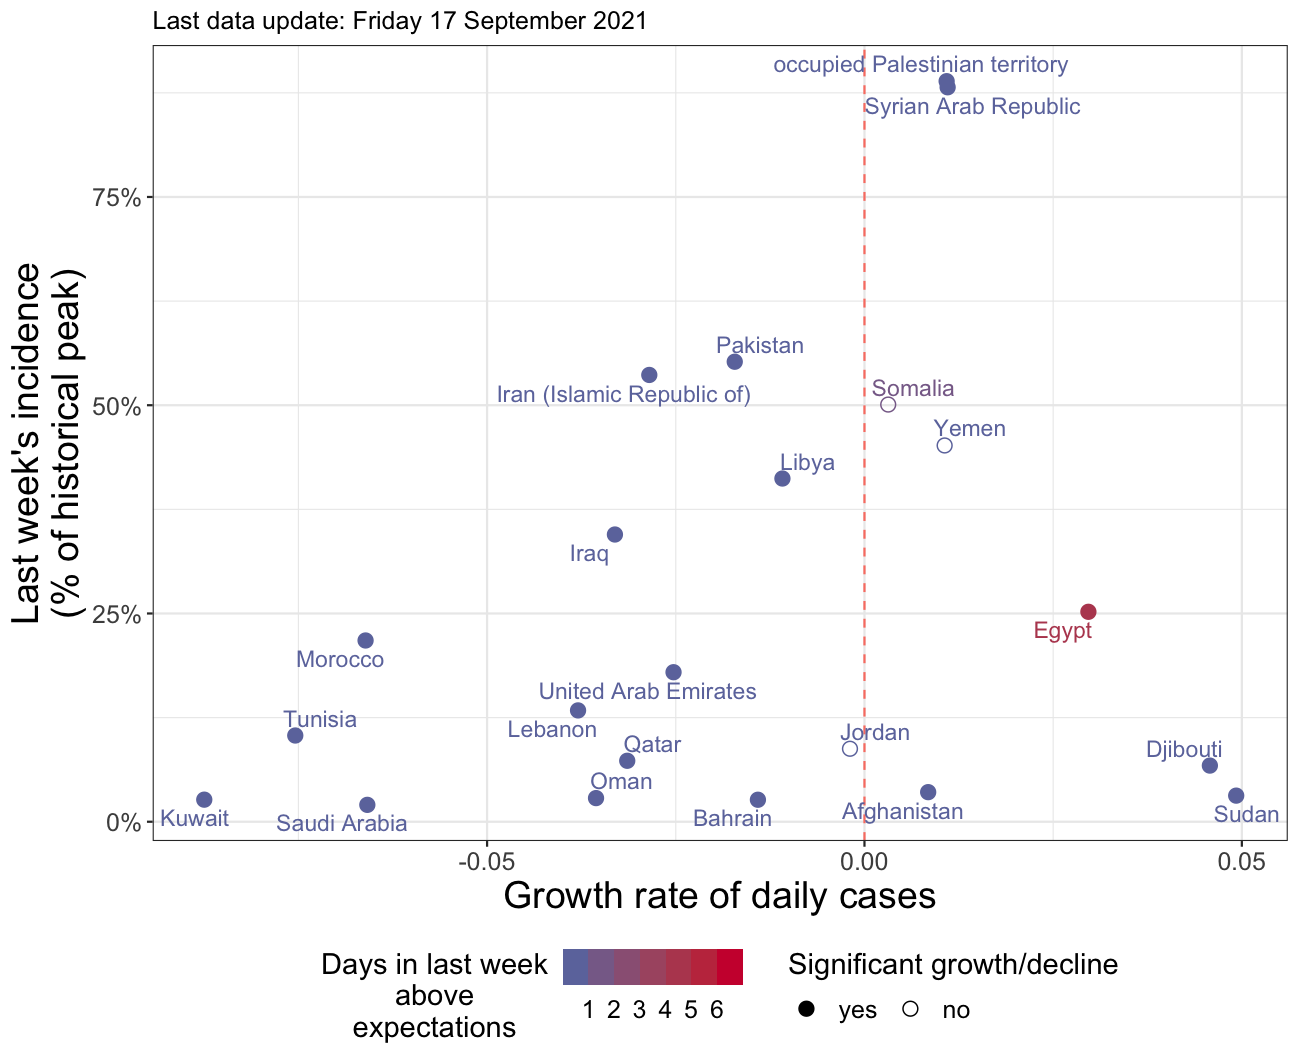 Last data update: Friday 17 September 2021
occupied Palestinian territory
Syrian Arab Republic
75%
Pakistan
Iran (Islamic Republic of)
Somalia
50%
Yemen
Libya
Iraq
Last week's incidence
(% of historical peak)
25%
Egypt
Morocco
United Arab Emirates
Tunisia
Lebanon
Jordan
Qatar
Djibouti
Oman
Afghanistan
Sudan
Kuwait
Bahrain
Saudi Arabia
0%
-0.05 0.00 0.05
Growth rate of daily cases
Days in last week
above
expectations
1 2 3 4 5 6
Significant growth/decline
yes no